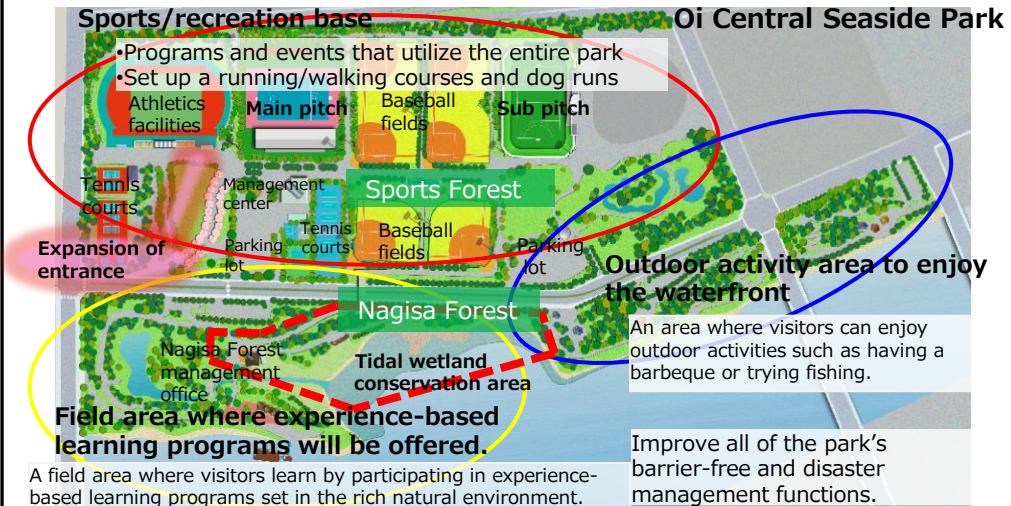 Sports/recreation base
Oi Central Seaside Park
•Programs and events that utilize the entire park
•Set up a running/walking courses and dog runs
Athletics
facilities
Main pitch
Baseball
fields
Sub pitch
Tennis
courts
Management
center
Sports Forest
Expansion of
entrance
Parking
lot
Tennis
courts
Baseball
fields
Parking
lot
Outdoor activity area to enjoy
the waterfront
An area where visitors can enjoy
outdoor activities such as having a
barbeque or trying fishing.
Nagisa Forest
Nagisa Forest
management
office
Tidal wetland
conservation area
Field area where experience-based
learning programs will be offered.
A field area where visitors learn by participating in experience-
based learning programs set in the rich natural environment.
Improve all of the park's
barrier-free and disaster
management functions.